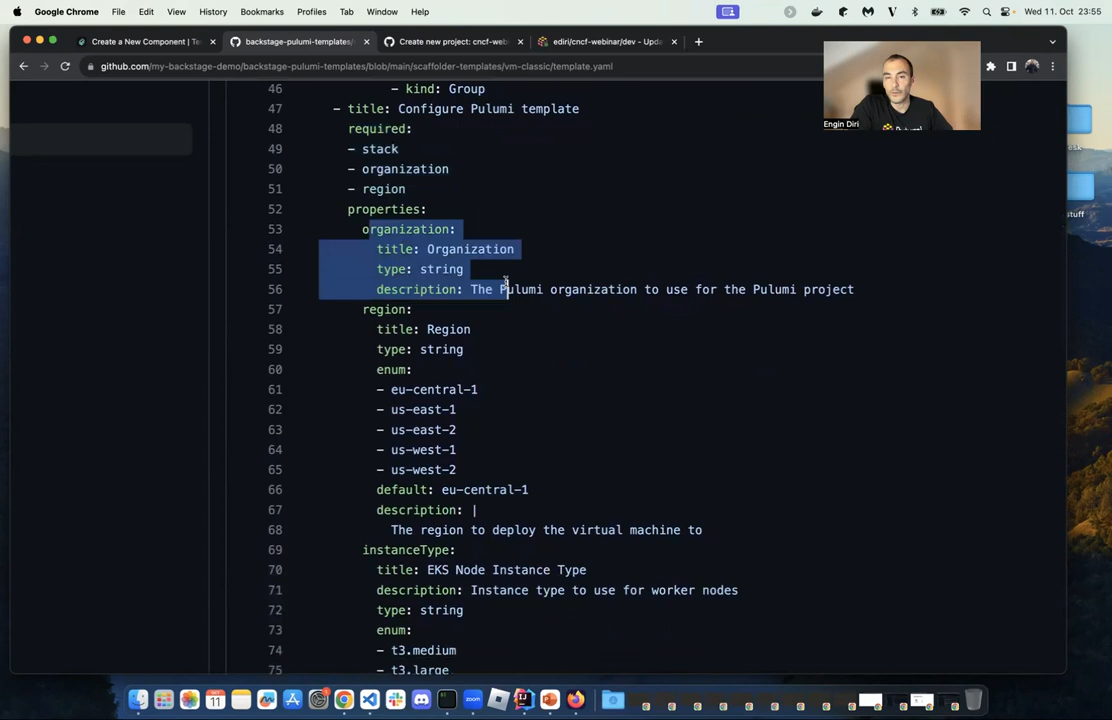 Google Chrome File Edit View History Bookmarks Profiles Tab Window Help Wed 11. Oct 23:55
Create a New Component | Te
backstage-pulumi-templates/
Create new project: cncf-web
ediri/cncf-webinar/dev - Upda
github.com/my-backstage-demo/backstage-pulumi-templates/blob/main/scaffolder-templates/vm-classic/template.yaml
Engin Diri
stuff
46 - kind: Group
47 - title: Configure Pulumi template
48 required:
49 - stack
50 - organization
51 - region
52 properties:
53 organization:
54 title: Organization
55 type: string
56 description: The Pulumi organization to use for the Pulumi project
57 region:
58 title: Region
59 type: string
60 enum:
61 - eu-central-1
62 - us-east-1
63 - us-east-2
64 - us-west-1
65 - us-west-2
66 default: eu-central-1
67 description: |
68 The region to deploy the virtual machine to
69 instanceType:
70 title: EKS Node Instance Type
71 description: Instance type to use for worker nodes
72 type: string
73 enum:
74 - t3.medium
75 - t3.large
OCT
11
zoom